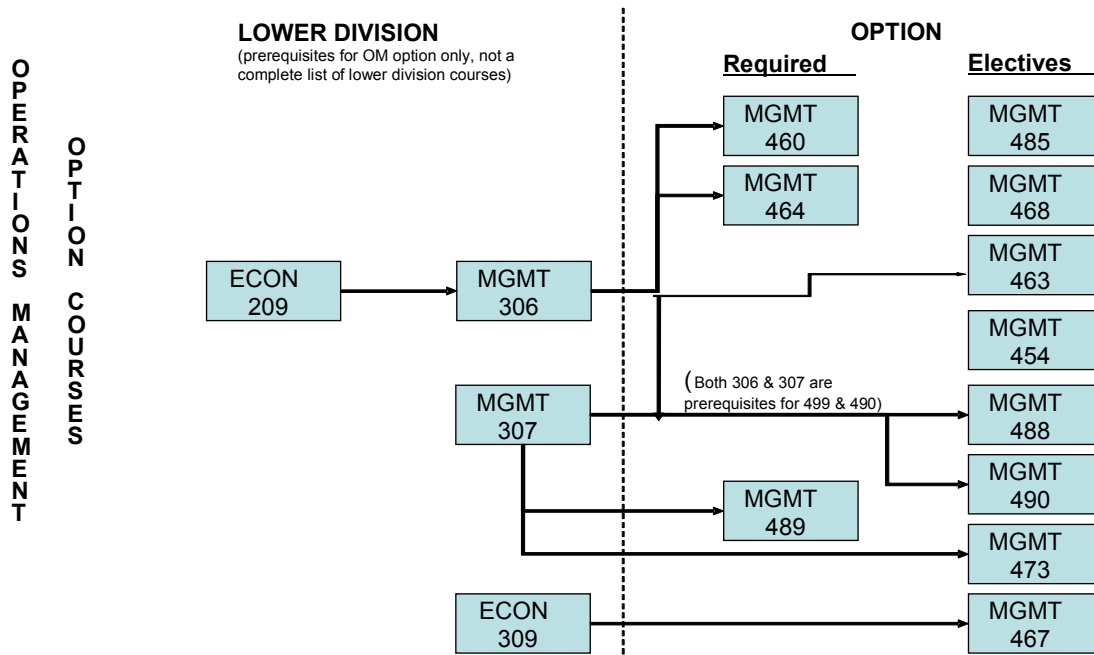 OPERATIONS MANAGEMENT
OPTION COURSES
LOWER DIVISION
(prerequisites for OM option only, not a
complete list of lower division courses)
OPTION
Required
Electives
MGMT
460
MGMT
485
MGMT
464
MGMT
468
ECON
209
MGMT
306
MGMT
463
MGMT
454
(Both 306 & 307 are
prerequisites for 499 & 490)
MGMT
307
MGMT
488
MGMT
489
MGMT
490
MGMT
473
ECON
309
MGMT
467